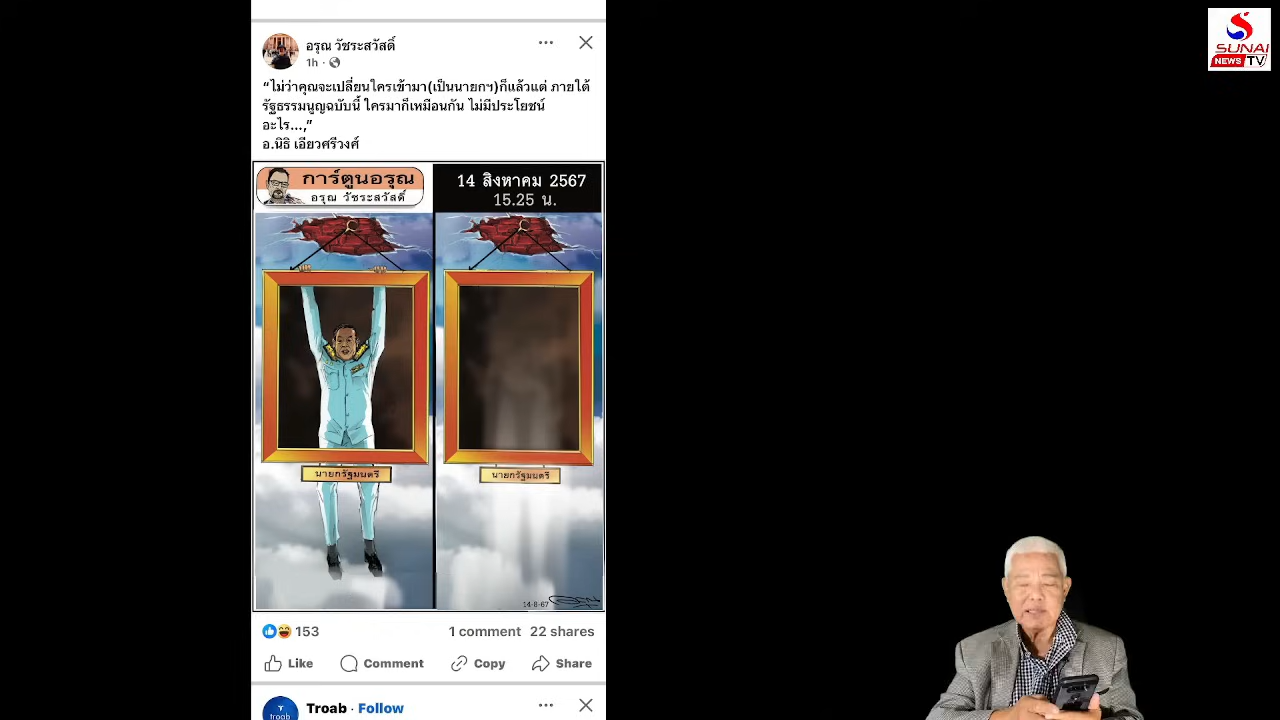 SUNAI
NEWS TV
อรุณ วัชระสวัสดิ์
1h ·
“ไม่ว่าคุณจะเปลี่ยนใครเข้ามา(เป็นนายกฯ)ก็แล้วแต่ ภายใต้
รัฐธรรมนูญฉบับนี้ ใครมาก็เหมือนกัน ไม่มีประโยชน์
อะไร...,”
อ.นิธิ เอียวศรีวงศ์
การ์ตูนอรุณ
อรุณ วัชระสวัสดิ์
14 สิงหาคม 2567
15.25 น.
นายกรัฐมนตรี
นายกรัฐมนตรี
14-8-67
153
1 comment 22 shares
Like Comment Copy Share
Troab · Follow
troab